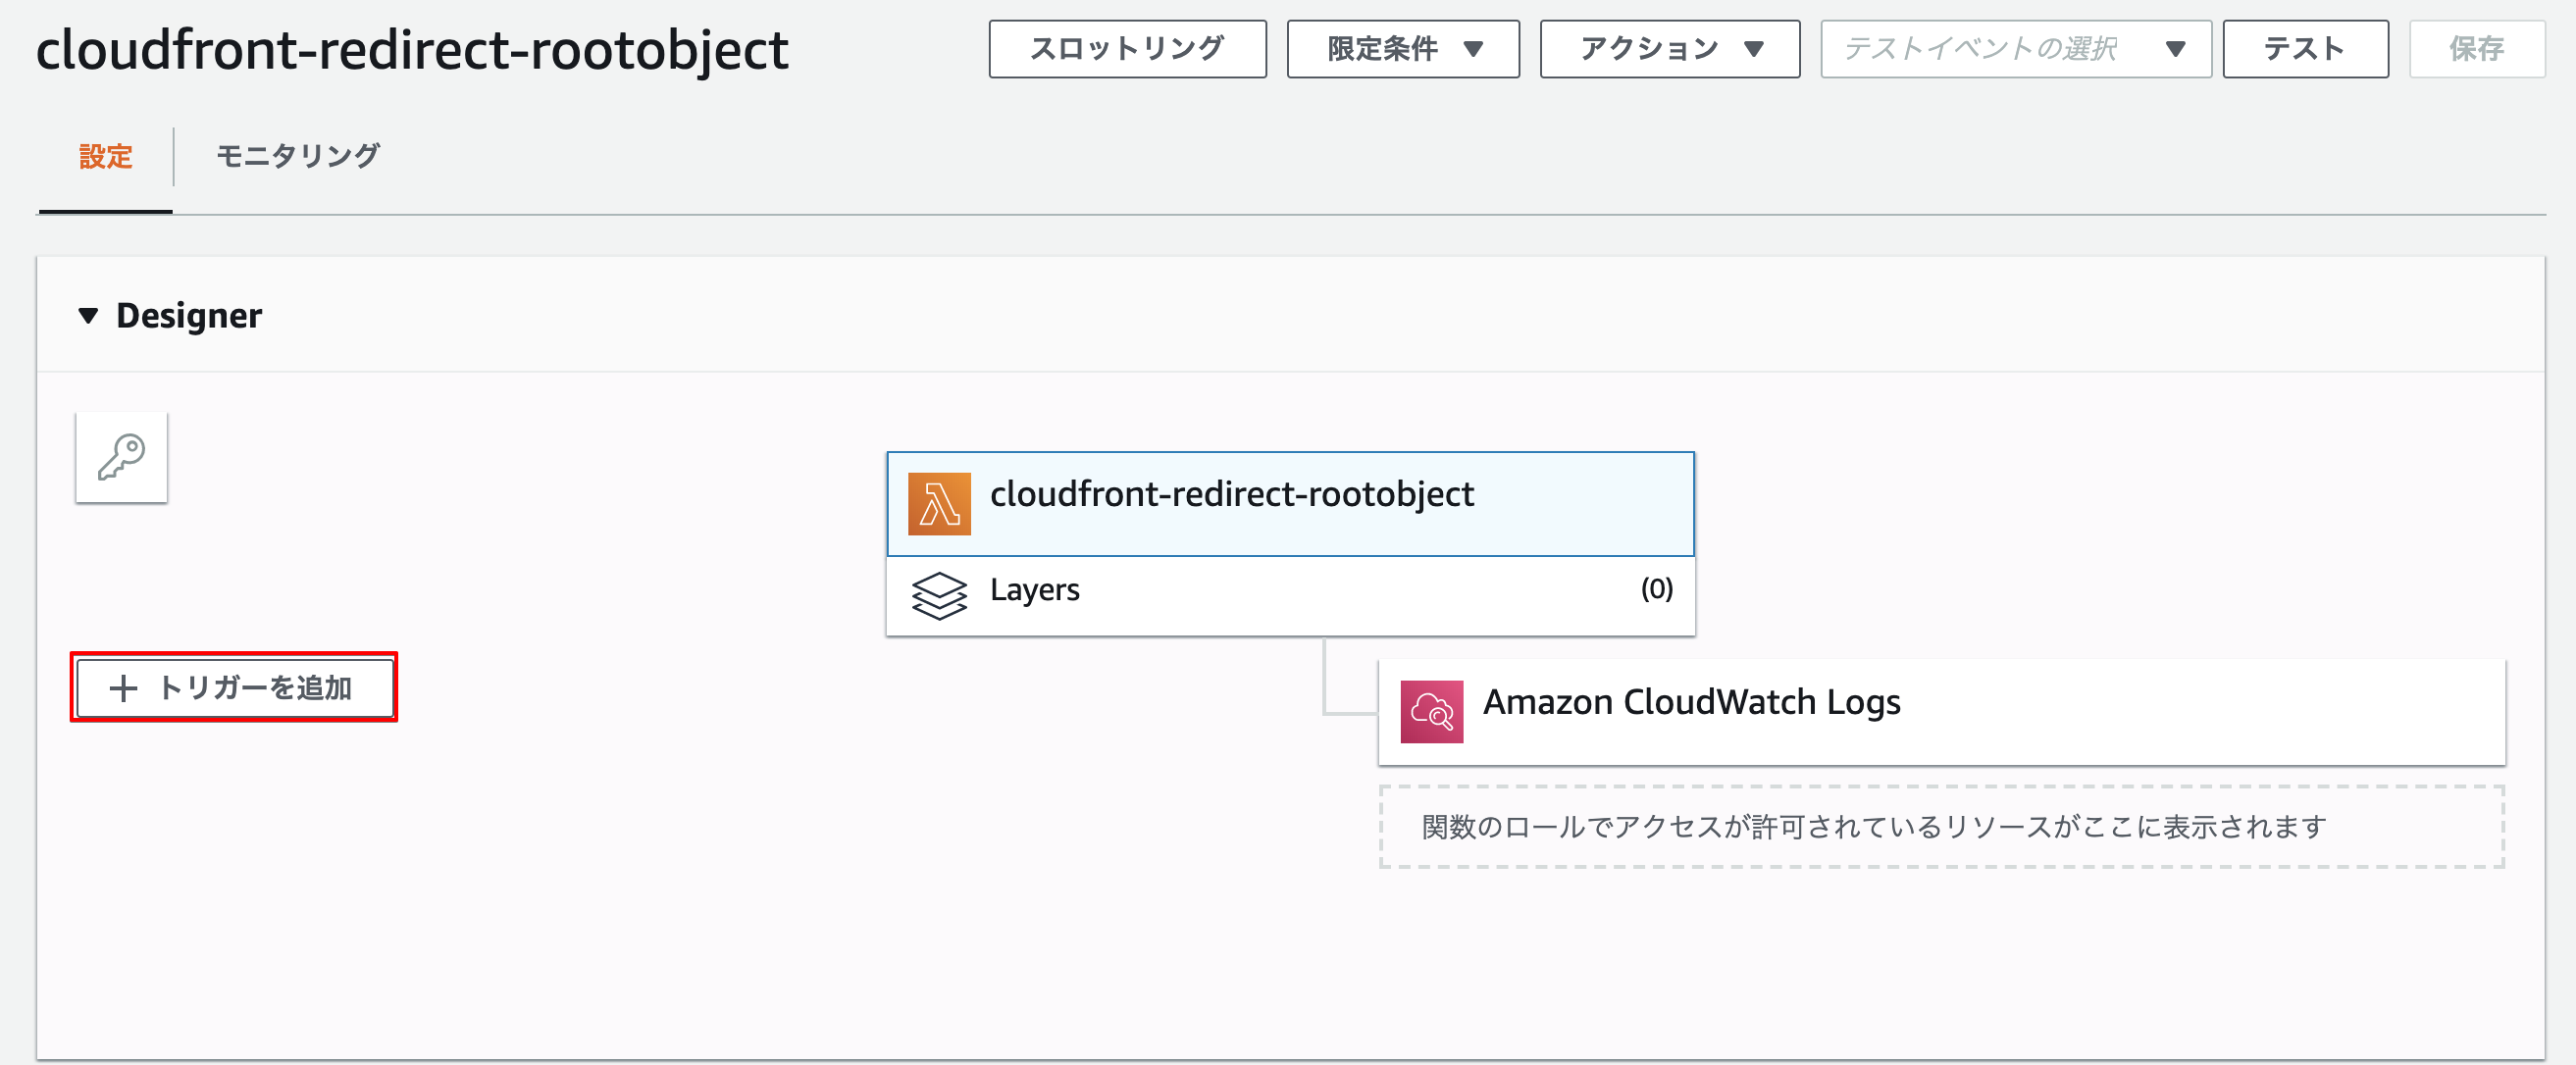 cloudfront-redirect-rootobject
スロットリング
限定条件
アクション
テストイベントの選択
テスト
保存
設定
モニタリング
Designer
cloudfront-redirect-rootobject
Layers
(0)
トリガーを追加
Amazon CloudWatch Logs
関数のロールでアクセスが許可されているリソースがここに表示されます